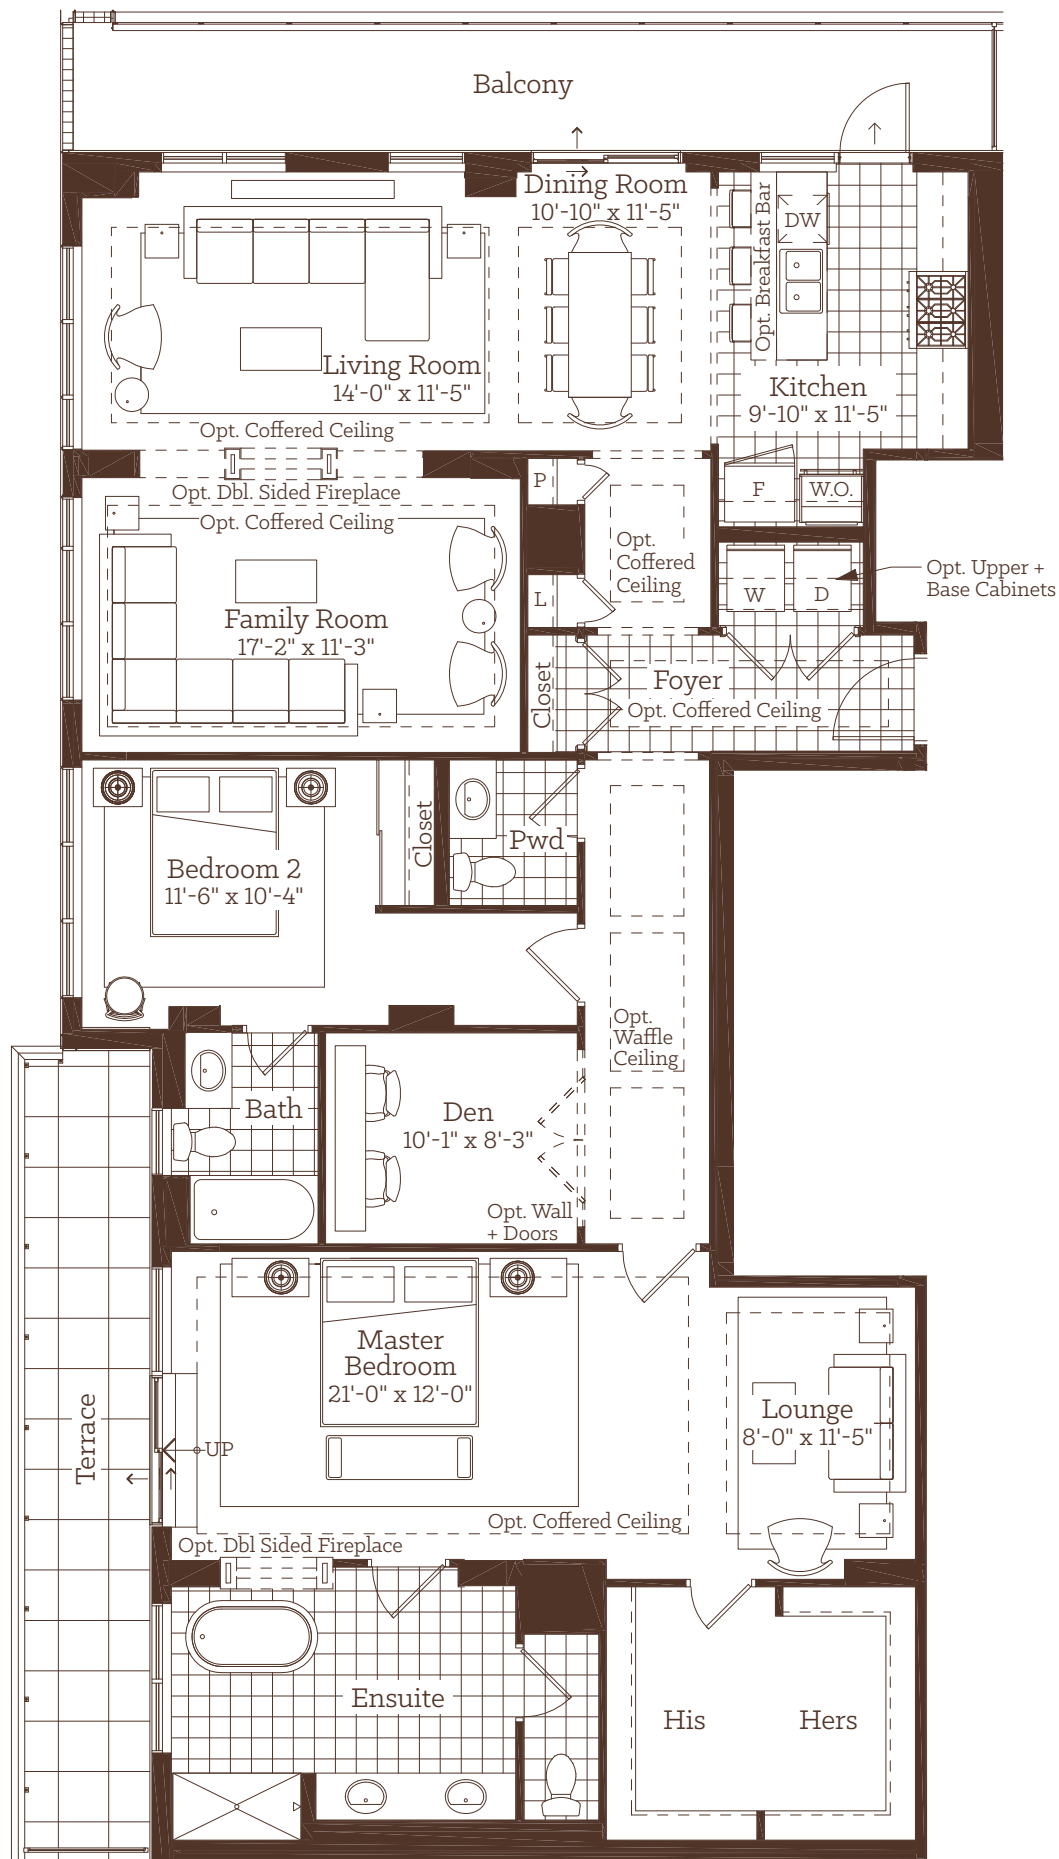 Balcony
Dining Room
10'-10" x 11'-5"
Opt. Breakfast Bar
DW
Living Room
14'-0" x 11'-5"
Kitchen
9'-10" x 11'-5"
Opt. Coffered Ceiling
Opt. Dbl. Sided Fireplace
Opt. Coffered Ceiling
P
F
W.O.
Opt.
Coffered
Ceiling
Opt. Upper +
Base Cabinets
L
W
D
Family Room
17'-2" x 11'-3"
Closet
Foyer
Opt. Coffered Ceiling
Closet
Pwd
Bedroom 2
11'-6" x 10'-4"
Opt.
Waffle
Ceiling
Bath
Den
10'-1" x 8'-3"
Opt. Wall
+ Doors
Master
Bedroom
21'-0" x 12'-0"
Terrace
UP
Lounge
8'-0" x 11'-5"
Opt. Coffered Ceiling
Opt. Dbl Sided Fireplace
Ensuite
His
Hers